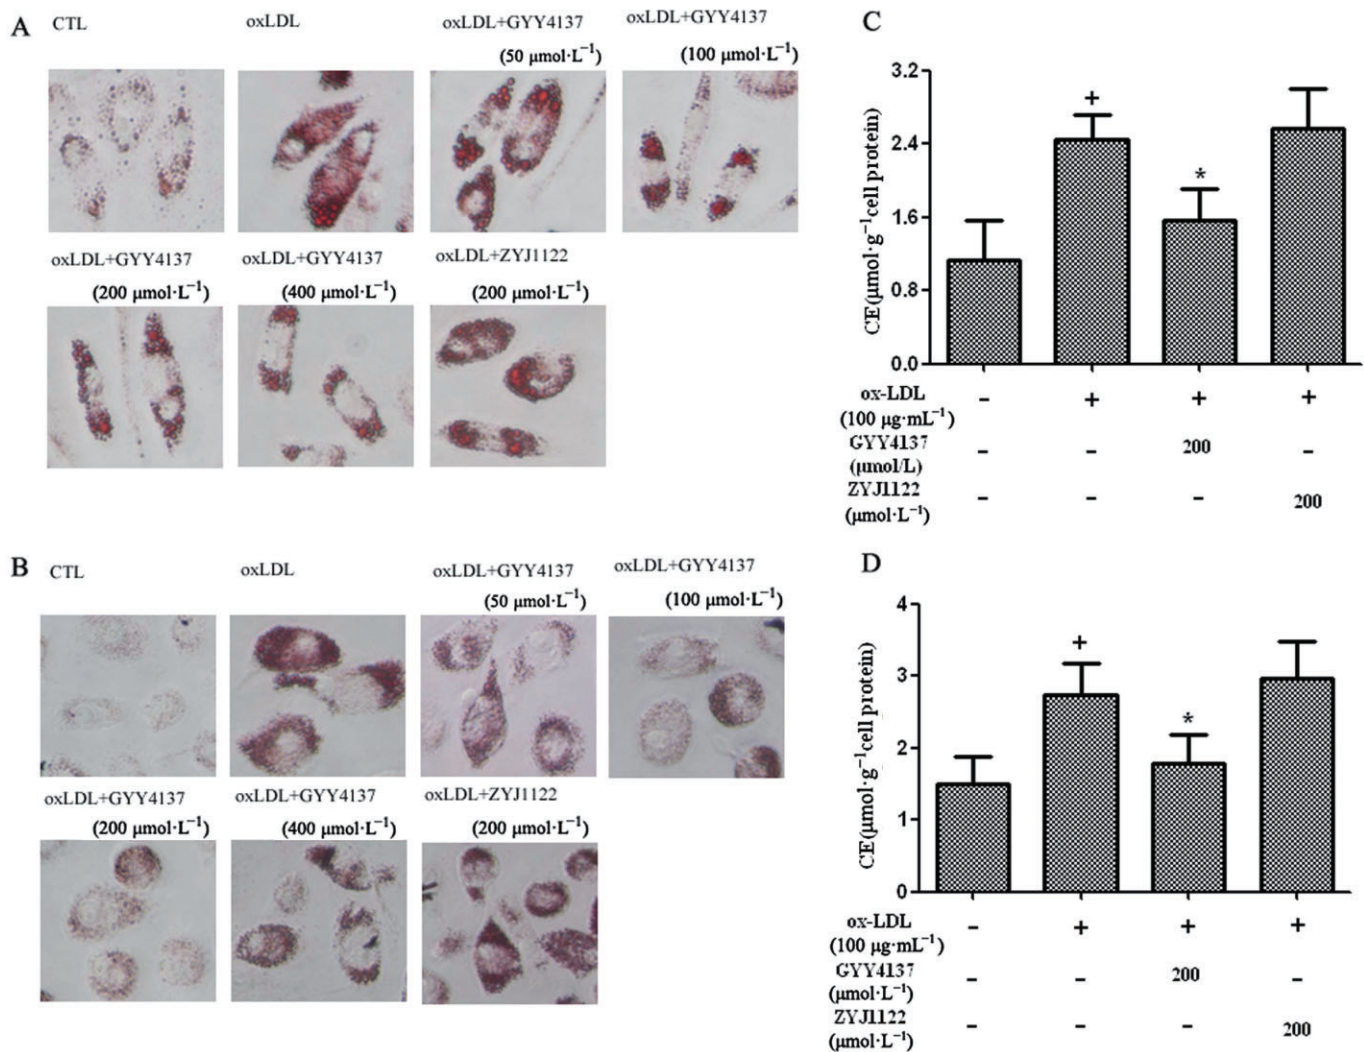 A
CTL
oxLDL
oxLDL+GYY4137
(50 μmol·L⁻¹)
oxLDL+GYY4137
(100 μmol·L⁻¹)
oxLDL+GYY4137
(200 μmol·L⁻¹)
oxLDL+GYY4137
(400 μmol·L⁻¹)
oxLDL+ZYJ1122
(200 μmol·L⁻¹)
B
CTL
oxLDL
oxLDL+GYY4137
(50 μmol·L⁻¹)
oxLDL+GYY4137
(100 μmol·L⁻¹)
oxLDL+GYY4137
(200 μmol·L⁻¹)
oxLDL+GYY4137
(400 μmol·L⁻¹)
oxLDL+ZYJ1122
(200 μmol·L⁻¹)
C
CE(μmol·g⁻¹cell protein)
3.2
2.4
1.6
0.8
0.0
+
*
ox-LDL - + + +
(100 μg·mL⁻¹)
GYY4137 - - 200 -
(μmol/L)
ZYJ1122 - - - 200
(μmol·L⁻¹)
D
CE(μmol·g⁻¹cell protein)
4
3
2
1
0
+
*
ox-LDL - + + +
(100 μg·mL⁻¹)
GYY4137 - - 200 -
(μmol·L⁻¹)
ZYJ1122 - - - 200
(μmol·L⁻¹)